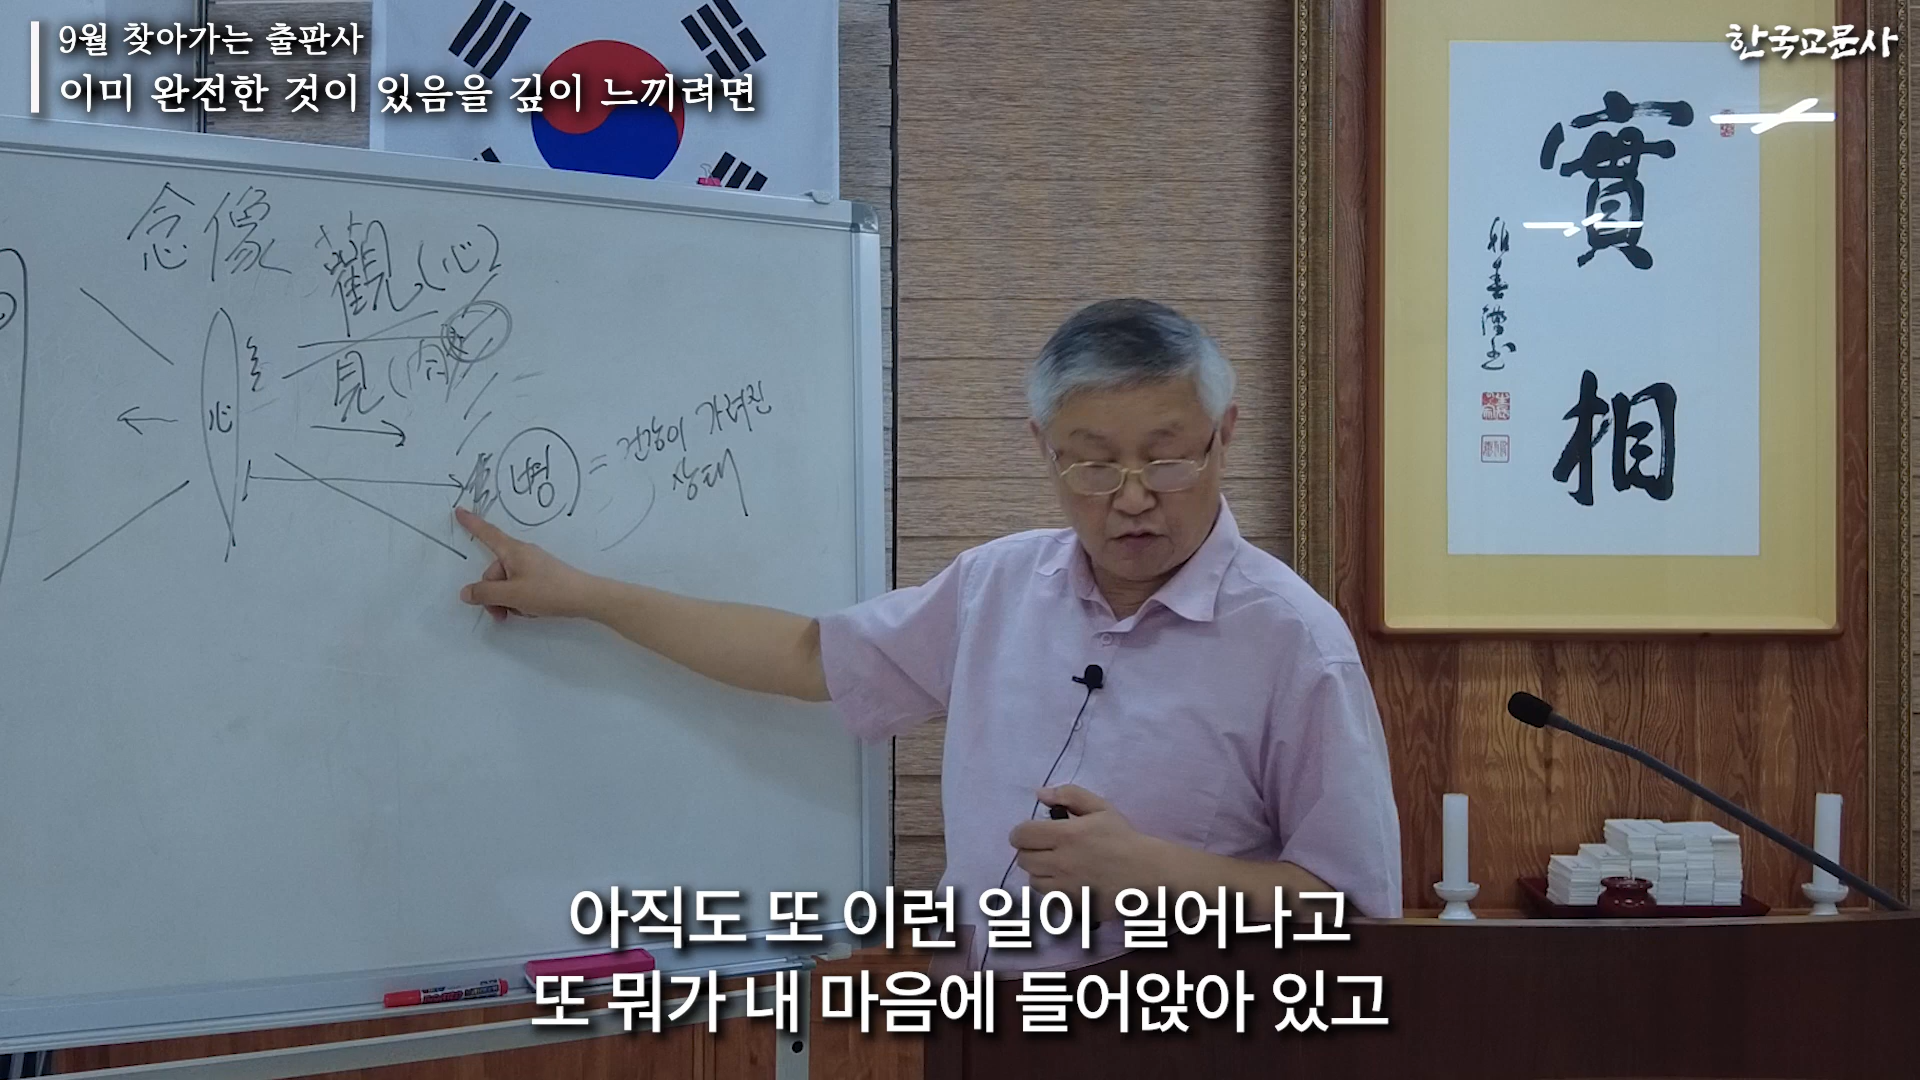 9월 찾아가는 출판사
이미 완전한 것이 있음을 깊이 느끼려면
한국교문사
實
相
念像
觀(心)
見(肉
心
병 = 건강이 가려진
상태
아직도 또 이런 일이 일어나고
또 뭐가 내 마음에 들어앉아 있고